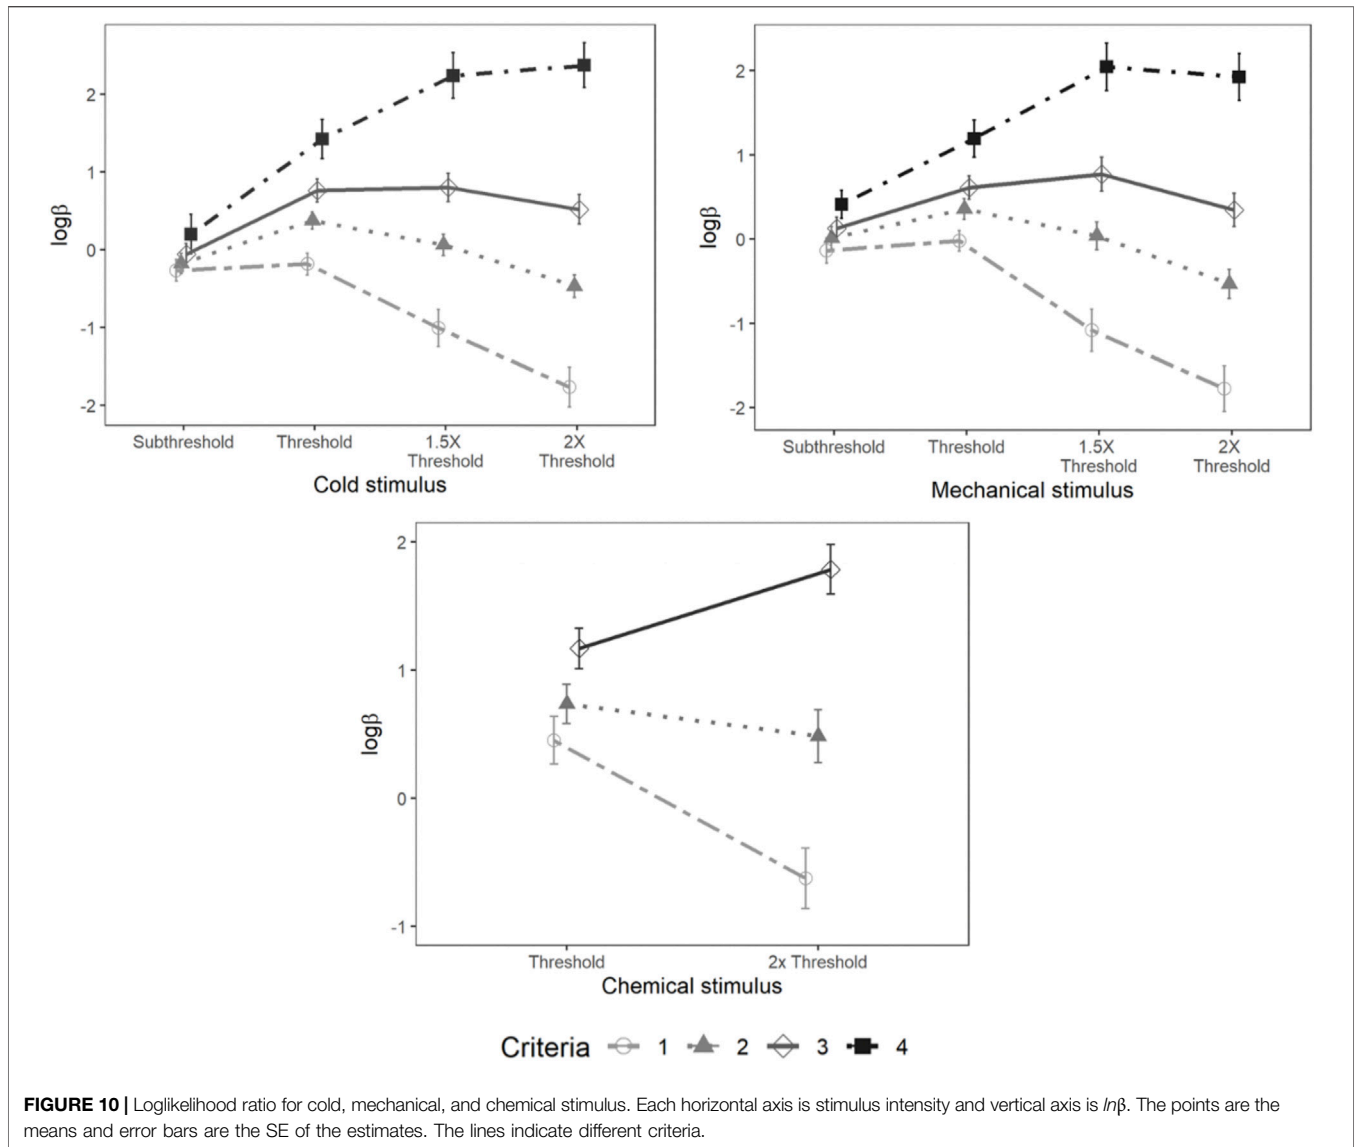 2
1
0
-1
-2
logβ
Subthreshold
Threshold
1.5X
Threshold
2X
Threshold
Cold stimulus
2
1
0
-1
-2
logβ
Subthreshold
Threshold
1.5X
Threshold
2X
Threshold
Mechanical stimulus
2
1
0
-1
logβ
Threshold
2x Threshold
Chemical stimulus
Criteria 1 2 3 4
FIGURE 10 | Loglikelihood ratio for cold, mechanical, and chemical stimulus. Each horizontal axis is stimulus intensity and vertical axis is lnβ. The points are the
means and error bars are the SE of the estimates. The lines indicate different criteria.